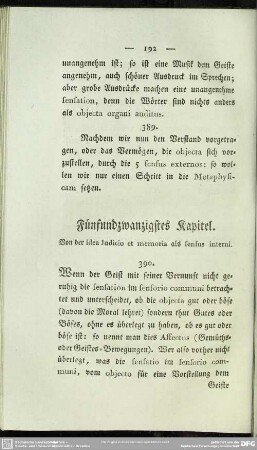 — 192 —
unangenehm ist; so ist eine Musik dem Geiste
angenehm, auch schöner Ausdruck im Sprechen;
aber grobe Ausdrücke machen eine unangenehme
sensation, denn die Wörter sind nichts anders
als objecta organi auditus.
389.
Nachdem wir nun den Verstand vorgetra-
gen, oder das Vermögen, die objecta sich vor-
zustellen, durch die 5 sensus externos: so wol-
len wir nur einen Schritt in die Metaphysi-
cam setzen.
Fünfundzwanzigstes Kapitel.
Von der idea iudicio et memoria als sensus interni.
390.
Wenn der Geist mit seiner Vernunft nicht ge-
ruhig die sensation im sensorio communi betrach-
tet und unterscheidet, ob die objecta gut oder böse
(davon die Moral lehret) sondern thut Gutes oder
Böses, ohne es überlegt zu haben, ob es gut oder
böse ist: so nennt man dies Affectus (Gemüths-
oder Geistes-Bewegungen). Wer also vorher nicht
überlegt, was die sensatio im sensorio com-
muni, vom objecto für eine Vorstellung dem
Geiste